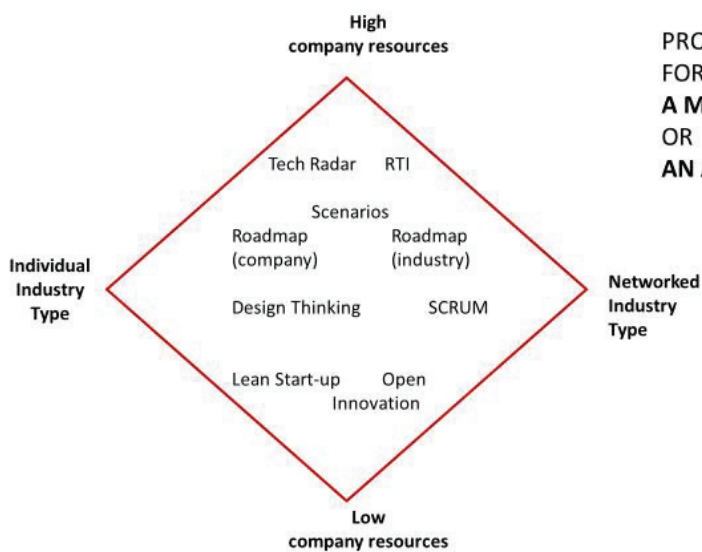 High
company resources
PRO
FOR
A M
OR
AN
Tech Radar RTI
Scenarios
Roadmap
(company)
Roadmap
(industry)
Individual
Industry
Type
Networked
Industry
Type
Design Thinking SCRUM
Lean Start-up Open
Innovation
Low
company resources